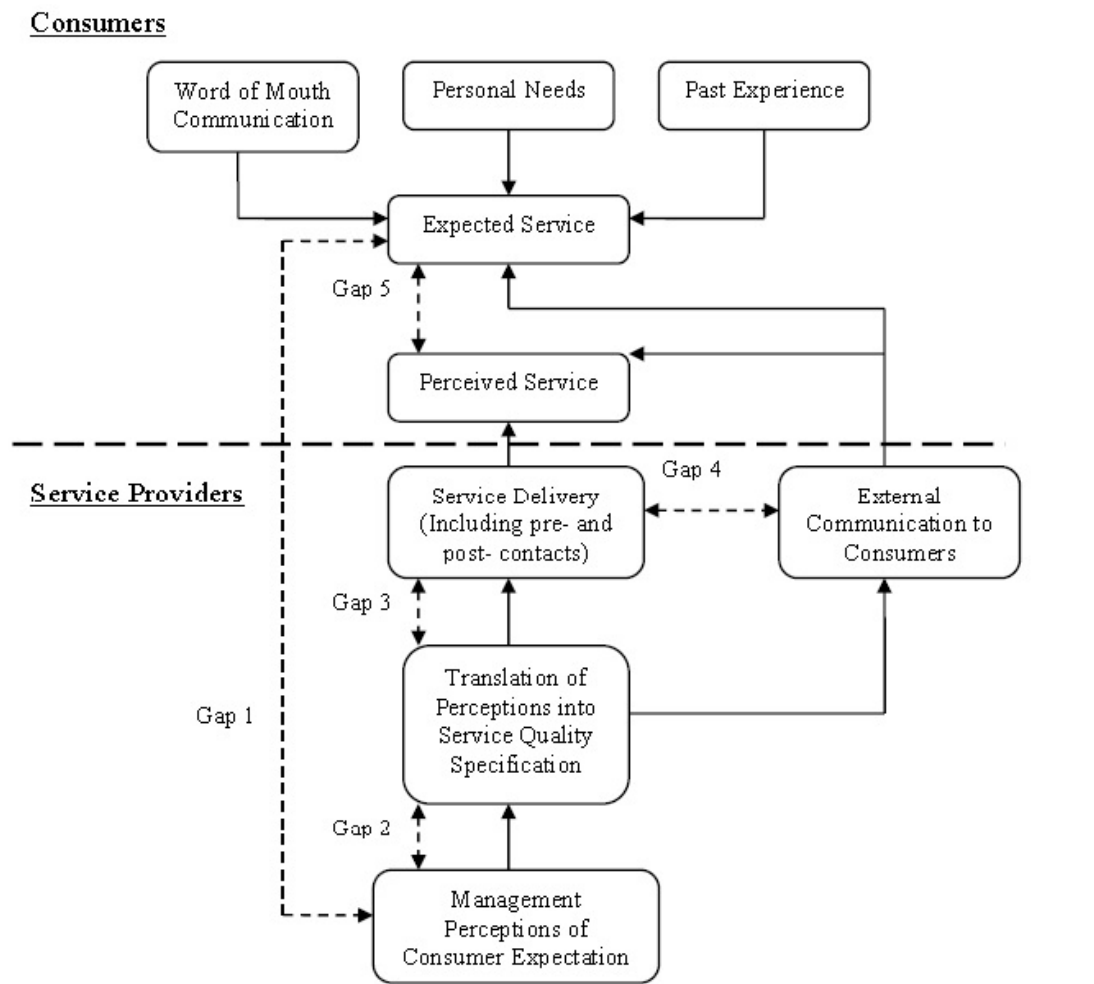 Consumers
Word of Mouth
Communication
Personal Needs
Past Experience
Expected Service
Gap 5
Perceived Service
Service Providers
Service Delivery
(Including pre- and
post- contacts)
Gap 4
External
Communication to
Consumers
Gap 3
Translation of
Perceptions into
Service Quality
Specification
Gap 1
Gap 2
Management
Perceptions of
Consumer Expectation